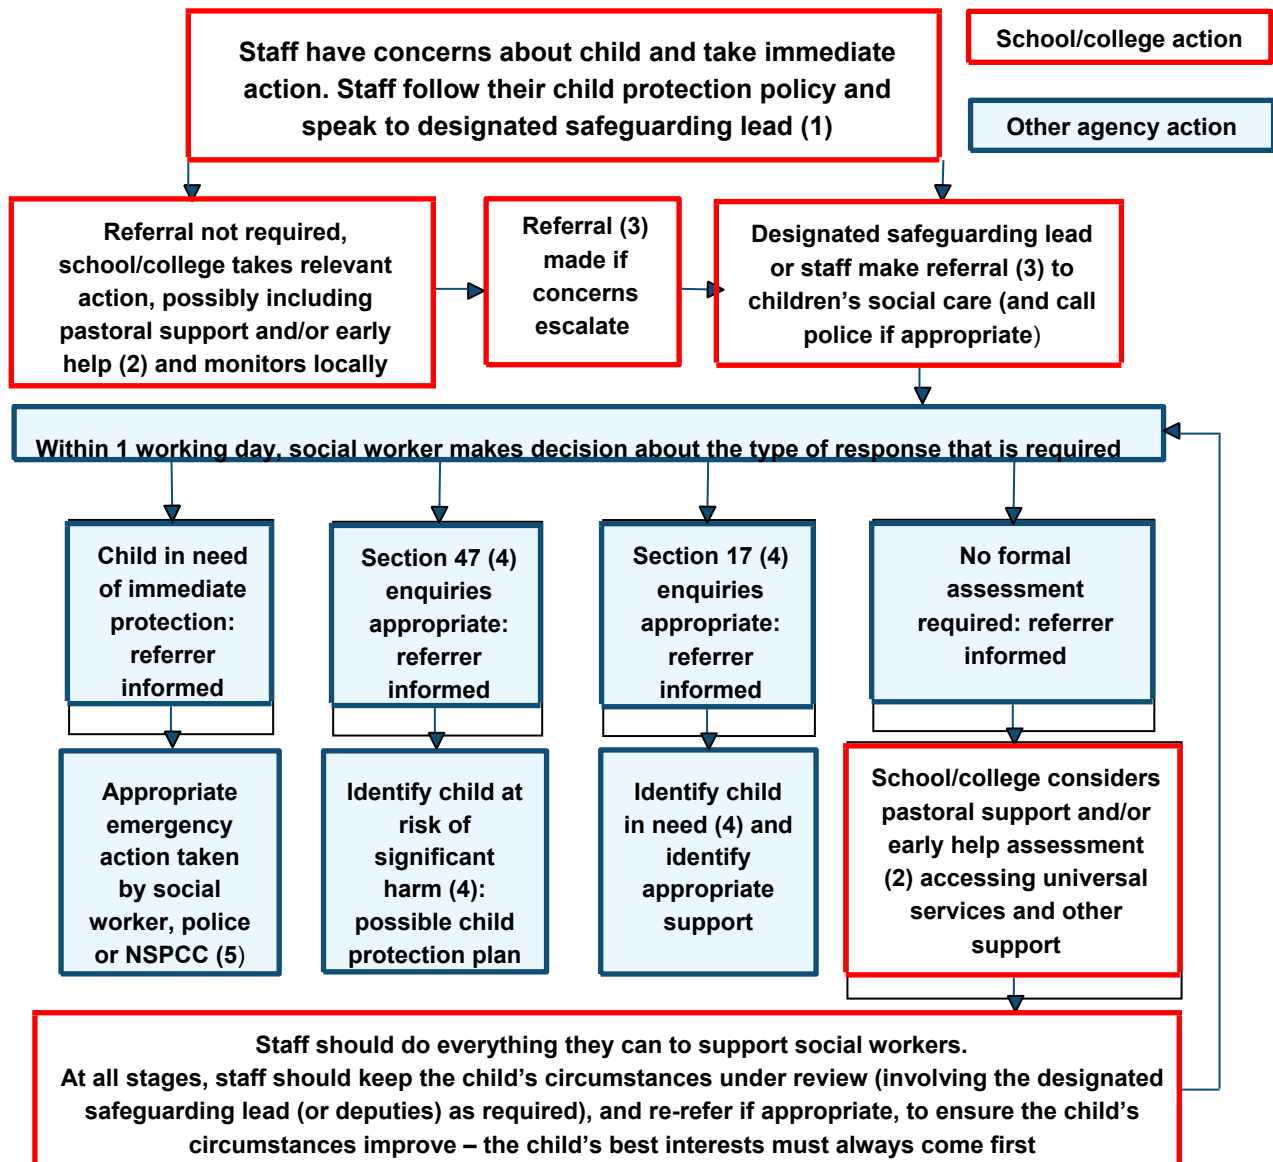 Staff have concerns about child and take immediate
action. Staff follow their child protection policy and
speak to designated safeguarding lead (1)
School/college action
Other agency action
Referral not required,
school/college takes relevant
action, possibly including
pastoral support and/or early
help (2) and monitors locally
Referral (3)
made if
concerns
escalate
Designated safeguarding lead
or staff make referral (3) to
children’s social care (and call
police if appropriate)
Within 1 working day, social worker makes decision about the type of response that is required
Child in need
of immediate
protection:
referrer
informed
Section 47 (4)
enquiries
appropriate:
referrer
informed
Section 17 (4)
enquiries
appropriate:
referrer
informed
No formal
assessment
required: referrer
informed
Appropriate
emergency
action taken
by social
worker, police
or NSPCC (5)
Identify child at
risk of
significant
harm (4):
possible child
protection plan
Identify child
in need (4) and
identify
appropriate
support
School/college considers
pastoral support and/or
early help assessment
(2) accessing universal
services and other
support
Staff should do everything they can to support social workers.
At all stages, staff should keep the child’s circumstances under review (involving the designated
safeguarding lead (or deputies) as required), and re-refer if appropriate, to ensure the child’s
circumstances improve – the child’s best interests must always come first